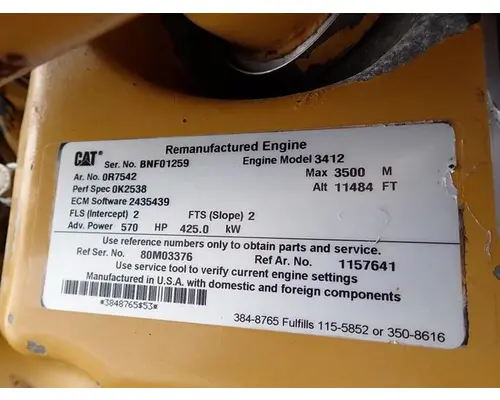 Remanufactured Engine
CAT Ser. No. BNF01259 Engine Model 3412
Ar. No. 0R7542 Max 3500 M
Perf Spec 0K2538 Alt 11484 FT
ECM Software 2435439
FLS (Intercept) 2 FTS (Slope) 2
Adv. Power 570 HP 425.0 kW
Use reference numbers only to obtain parts and service.
Ref Ser. No. 80M03376 Ref Ar. No. 1157641
Use service tool to verify current engine settings
Manufactured in U.S.A. with domestic and foreign components
*3848765$53*
384-8765 Fulfills 115-5852 or 350-8616